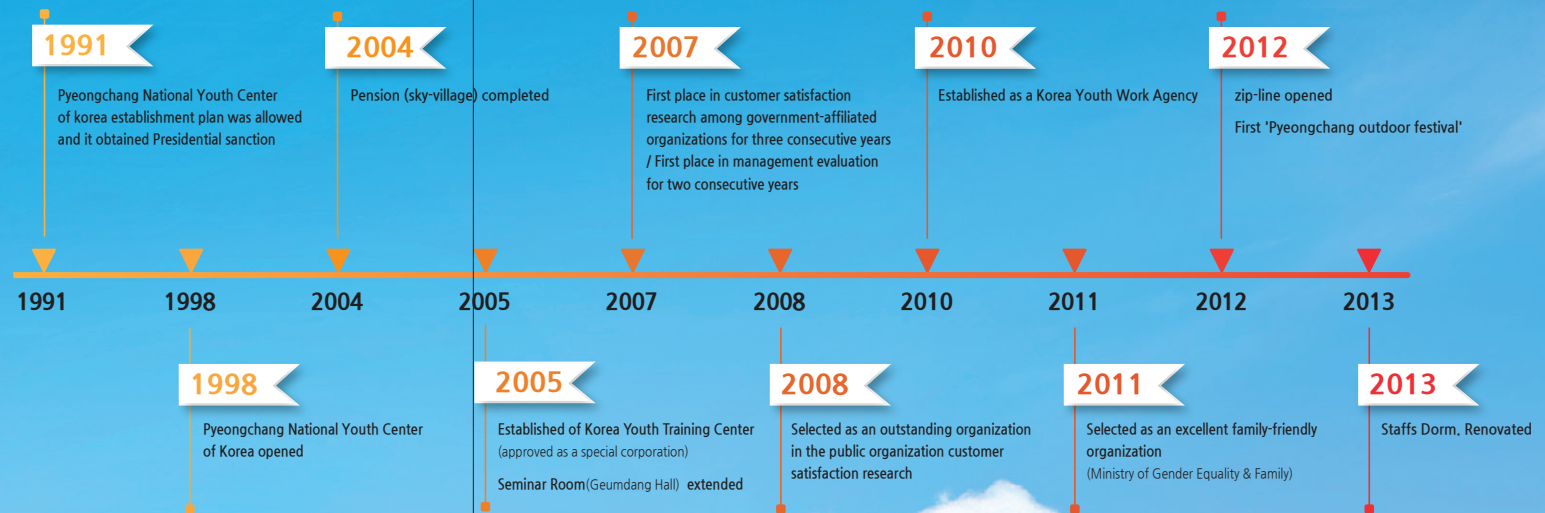 1991
Pyeongchang National Youth Center
of korea establishment plan was allowed
and it obtained Presidential sanction
2004
Pension (sky-village) completed
2007
First place in customer satisfaction
research among government-affiliated
organizations for three consecutive years
/ First place in management evaluation
for two consecutive years
2010
Established as a Korea Youth Work Agency
2012
zip-line opened
First 'Pyeongchang outdoor festival'
1991 1998 2004 2005 2007 2008 2010 2011 2012 2013
1998
Pyeongchang National Youth Center
of Korea opened
2005
Established of Korea Youth Training Center
(approved as a special corporation)
Seminar Room(Geumdang Hall) extended
2008
Selected as an outstanding organization
in the public organization customer
satisfaction research
2011
Selected as an excellent family-friendly
organization
(Ministry of Gender Equality & Family)
2013
Staffs Dorm, Renovated